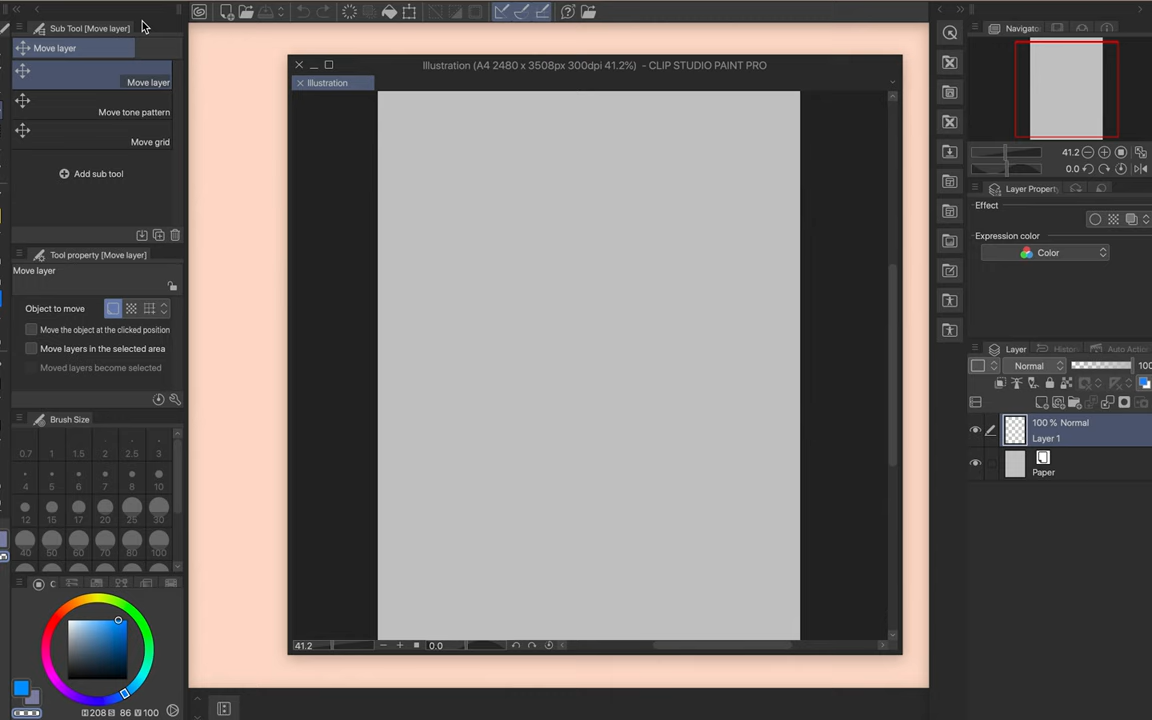 Sub Tool [Move layer]
Move layer
Move layer
Move tone pattern
Move grid
Add sub tool
Tool property [Move layer]
Move layer
Object to move
Move the object at the clicked position
Move layers in the selected area
Moved layers become selected
Brush Size
0.7 1 1.5 2 2.5 3
4 5 6 7 8 10
12 15 17 20 25 30
40 50 60 70 80 100
C
H 208 S 86 V 100
Illustration (A4 2480 x 3508px 300dpi 41.2%) - CLIP STUDIO PAINT PRO
Illustration
41.2
0.0
Navigato
41.2
0.0
Layer Property
Effect
Expression color
Color
Layer
Histor
Auto Action
Normal
100
100 % Normal
Layer 1
Paper